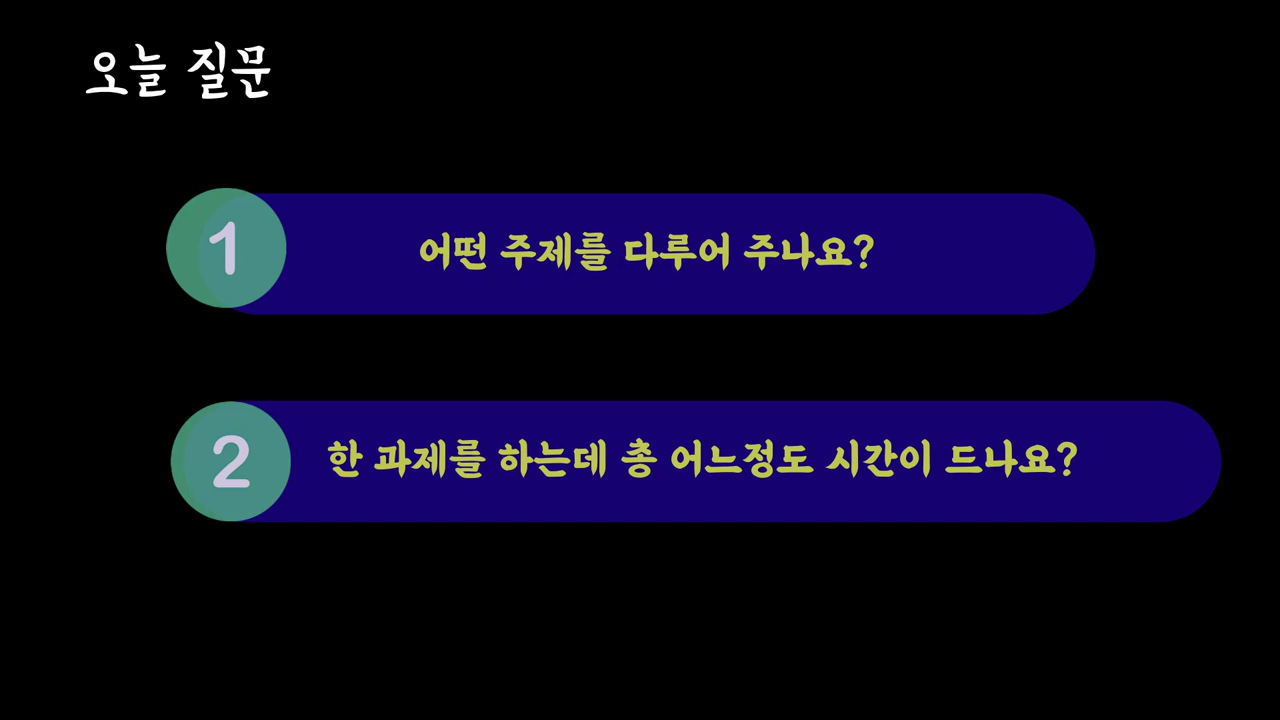 오늘 질문
1
어떤 주제를 다루어 주나요?
2
한 과제를 하는데 총 어느정도 시간이 드나요?